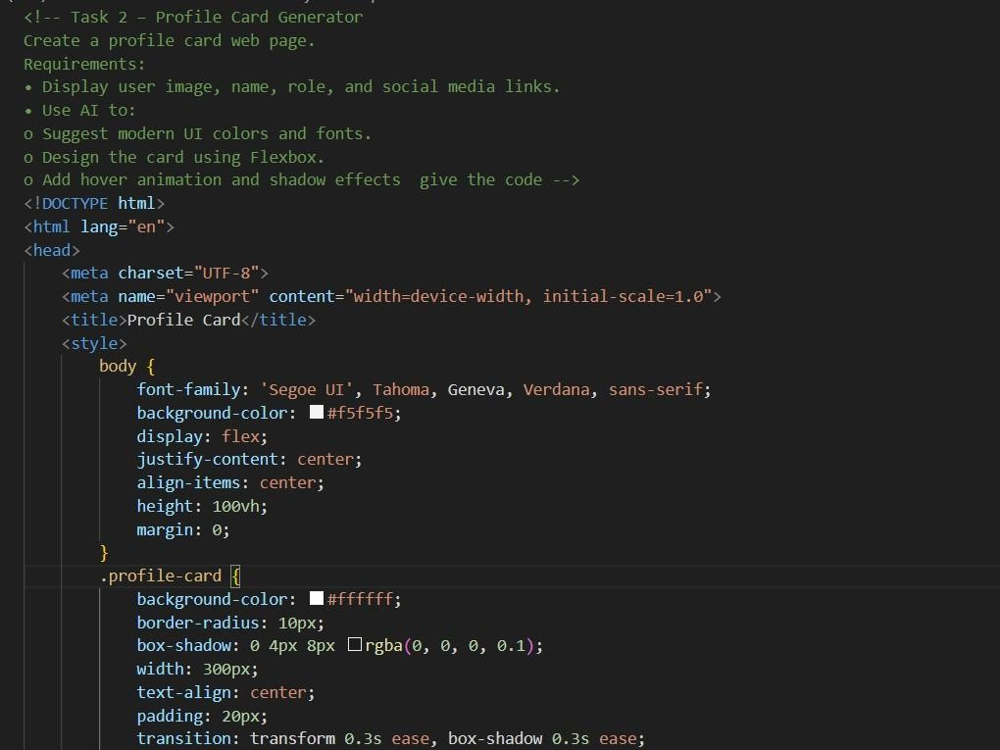 <!-- Task 2 – Profile Card Generator
Create a profile card web page.
Requirements:
• Display user image, name, role, and social media links.
• Use AI to:
o Suggest modern UI colors and fonts.
o Design the card using Flexbox.
o Add hover animation and shadow effects  give the code -->
<!DOCTYPE html>
<html lang="en">
<head>
    <meta charset="UTF-8">
    <meta name="viewport" content="width=device-width, initial-scale=1.0">
    <title>Profile Card</title>
    <style>
        body {
            font-family: 'Segoe UI', Tahoma, Geneva, Verdana, sans-serif;
            background-color: #f5f5f5;
            display: flex;
            justify-content: center;
            align-items: center;
            height: 100vh;
            margin: 0;
        }
        .profile-card {
            background-color: #ffffff;
            border-radius: 10px;
            box-shadow: 0 4px 8px rgba(0, 0, 0, 0.1);
            width: 300px;
            text-align: center;
            padding: 20px;
            transition: transform 0.3s ease, box-shadow 0.3s ease;